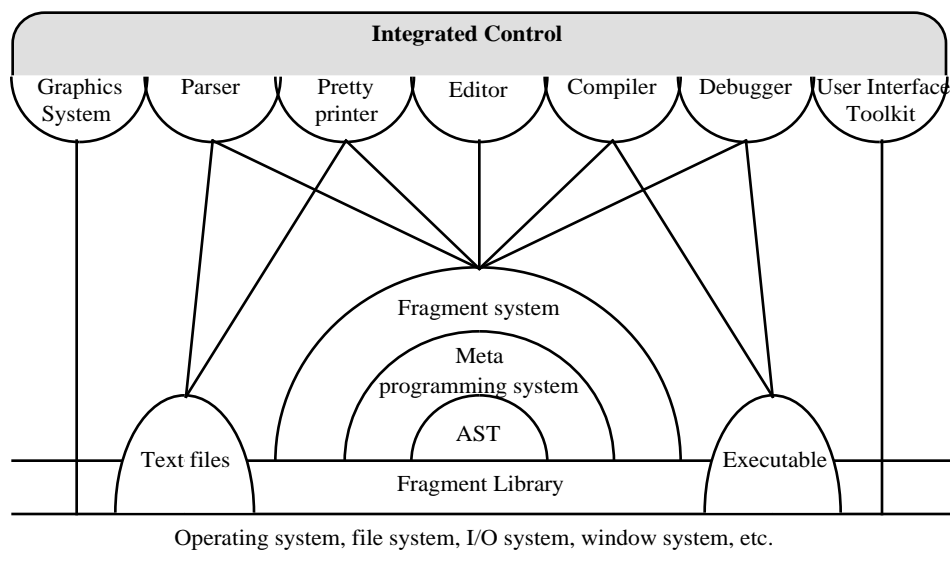 Integrated Control
Graphics
System
Parser
Pretty
printer
Editor
Compiler
Debugger
User Interface
Toolkit
Fragment system
Meta
programming system
AST
Text files
Executable
Fragment Library
Operating system, file system, I/O system, window system, etc.